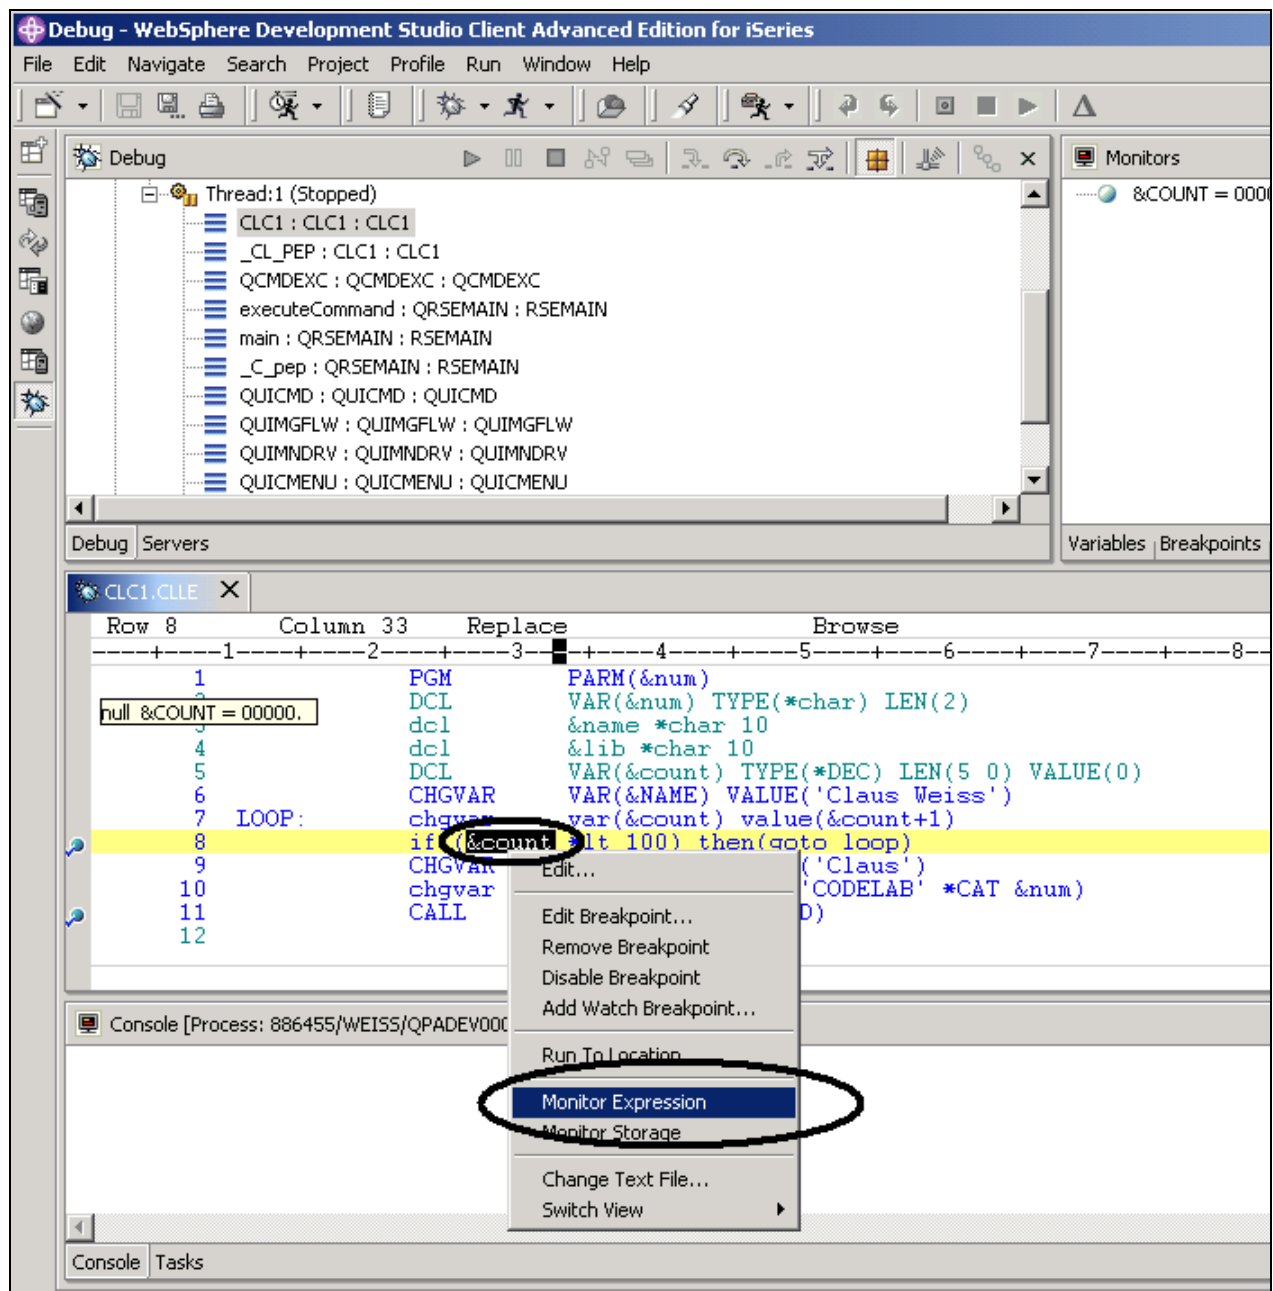 Debug - WebSphere Development Studio Client Advanced Edition for iSeries
File Edit Navigate Search Project Profile Run Window Help
Debug
Thread:1 (Stopped)
CLC1 : CLC1 : CLC1
_CL_PEP : CLC1 : CLC1
QCMDEXC : QCMDEXC : QCMDEXC
executeCommand : QRSEMAIN : RSEMAIN
main : QRSEMAIN : RSEMAIN
_C_pep : QRSEMAIN : RSEMAIN
QUICMD : QUICMD : QUICMD
QUIMGFLW : QUIMGFLW : QUIMGFLW
QUIMNDRV : QUIMNDRV : QUIMNDRV
QUICMENU : QUICMENU : QUICMENU
Debug Servers
Monitors
&COUNT = 0000
Variables Breakpoints
CLC1.CLLE
Row 8 Column 33 Replace Browse
-----+----1----+----2----+----3-- -+----4----+----5----+----6----+----7----+----8--
1 PGM PARM(&num)
DCL VAR(&num) TYPE(*char) LEN(2)
null &COUNT = 00000.
3 dcl &name *char 10
4 dcl &lib *char 10
5 DCL VAR(&count) TYPE(*DEC) LEN(5 0) VALUE(0)
6 CHGVAR VAR(&NAME) VALUE('Claus Weiss')
7 LOOP: chgvar var(&count) value(&count+1)
8 if (&count *lt 100) then(goto loop)
9 CHGVAR ('Claus')
10 chgvar 'CODELAB' *CAT &num)
11 CALL D)
12
Edit...
Edit Breakpoint...
Remove Breakpoint
Disable Breakpoint
Add Watch Breakpoint...
Run To Location
Monitor Expression
Monitor Storage
Change Text File...
Switch View
Console [Process: 886455/WEISS/QPADEV000
Console Tasks